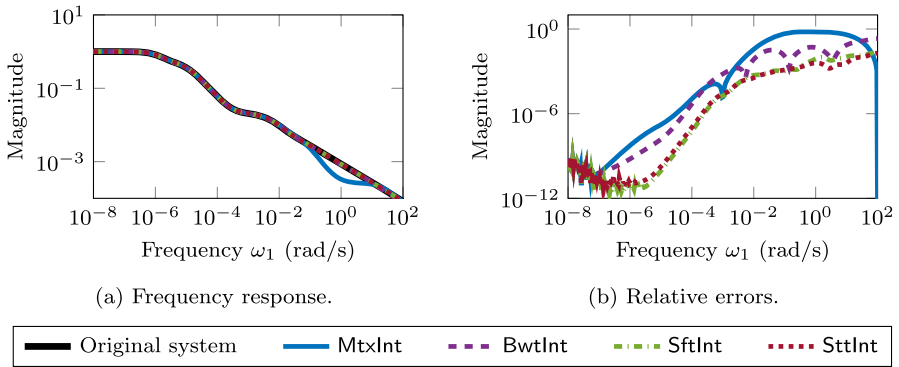 Magnitude
10^1
10^−1
10^−3
10^−8 10^−6 10^−4 10^−2 10^0 10^2
Frequency ω₁ (rad/s)
(a) Frequency response.
Magnitude
10^0
10^−6
10^−12
10^−8 10^−6 10^−4 10^−2 10^0 10^2
Frequency ω₁ (rad/s)
(b) Relative errors.
Original system MtxInt BwtInt SftInt SttInt